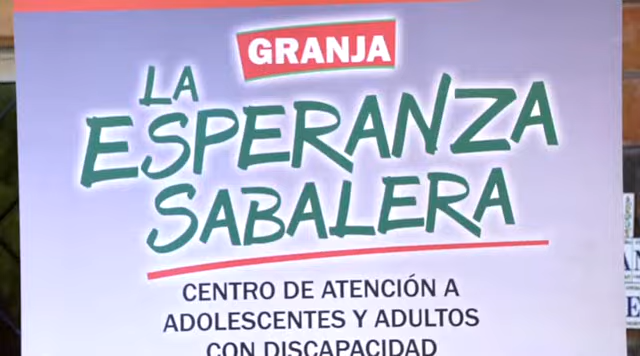 GRANJA
LA
ESPERANZA
SABALERA
CENTRO DE ATENCIÓN A
ADOLESCENTES Y ADULTOS
CON DISCAPACIDAD